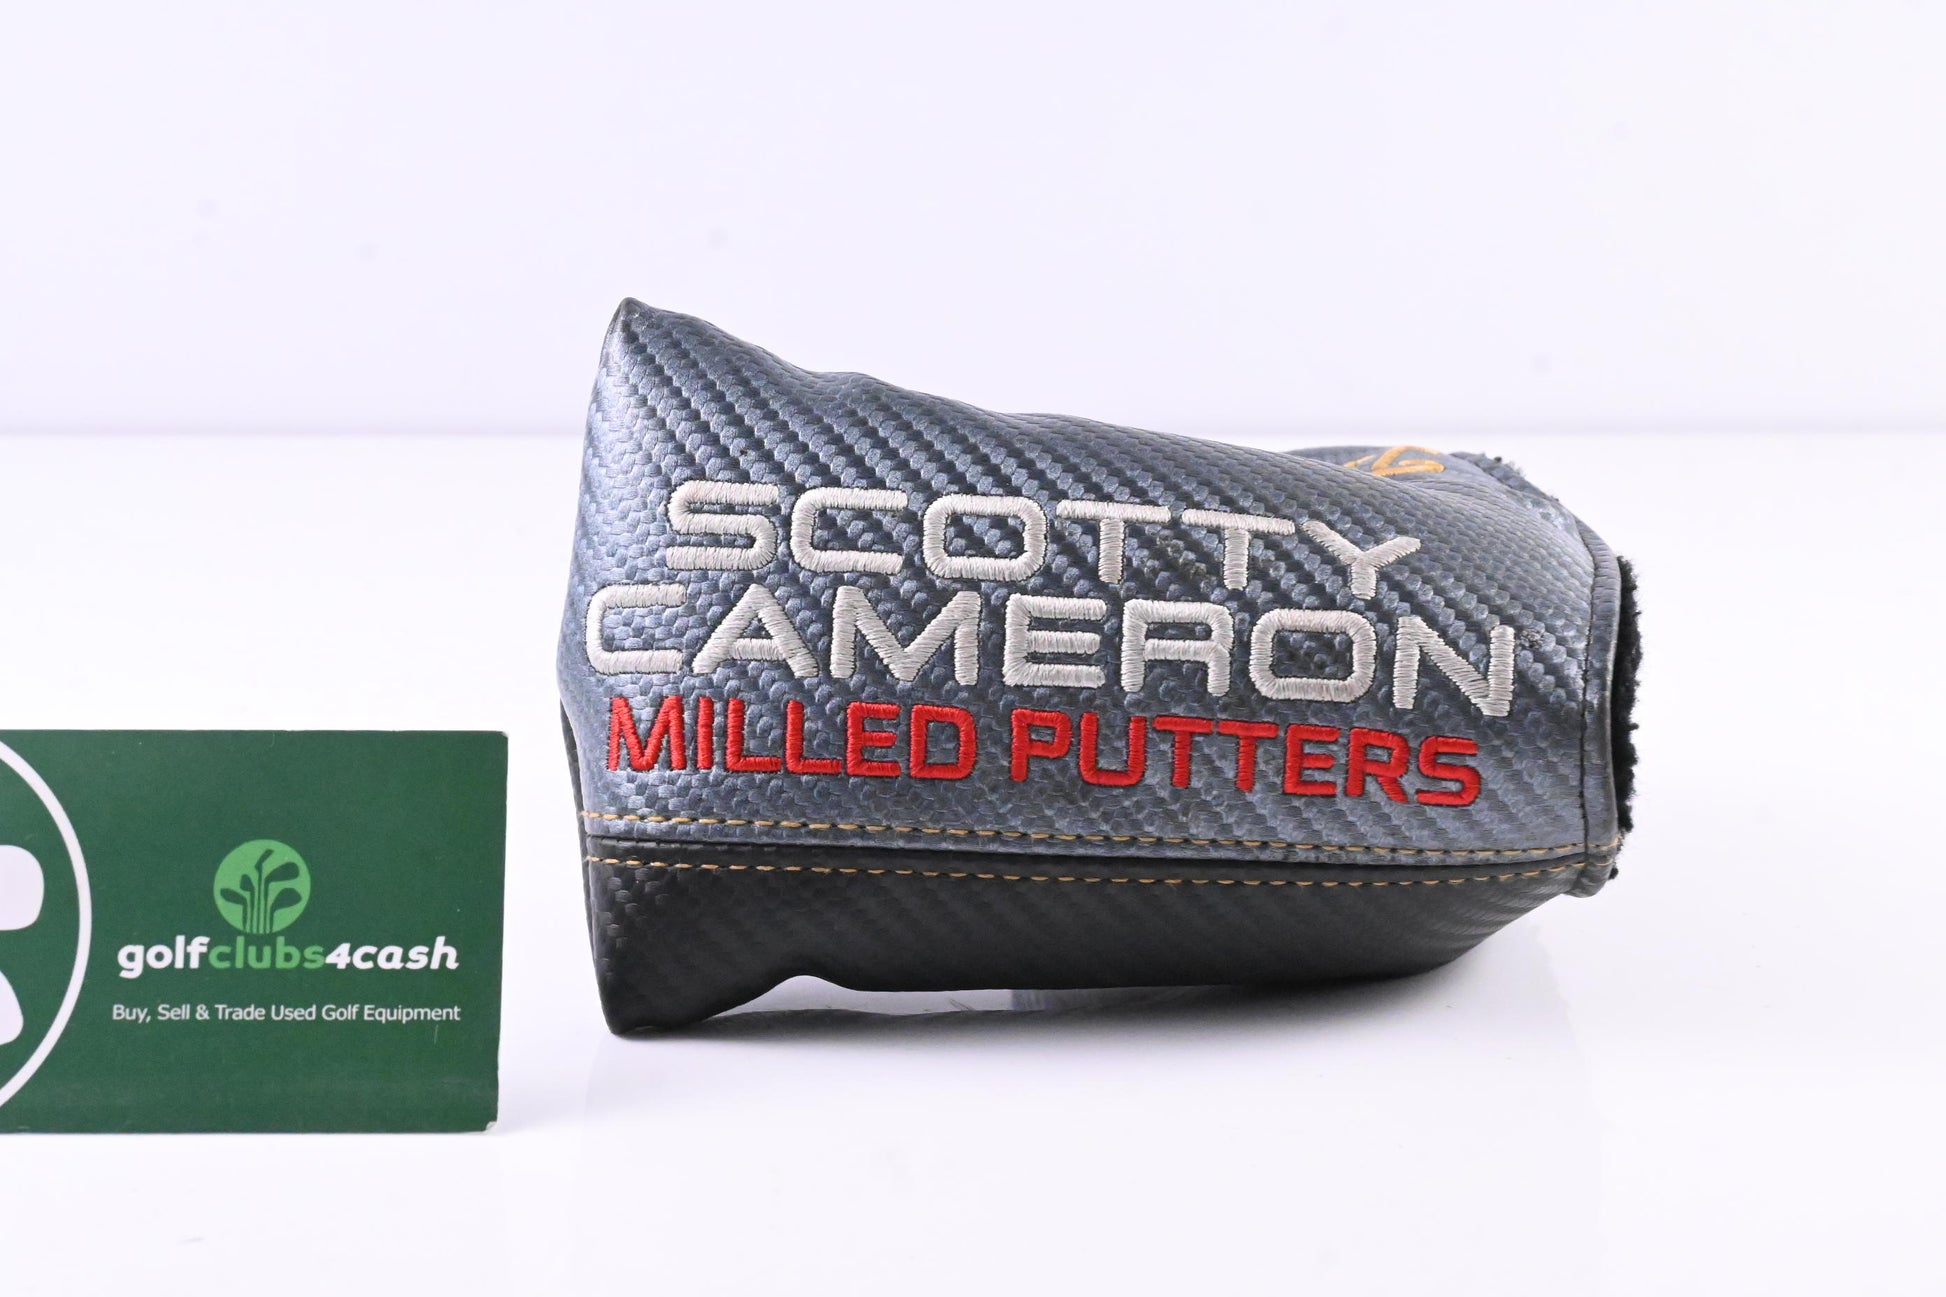 SCOTTY
CAMERON
MILLED PUTTERS
golfclubs4cash
Buy, Sell & Trade Used Golf Equipment